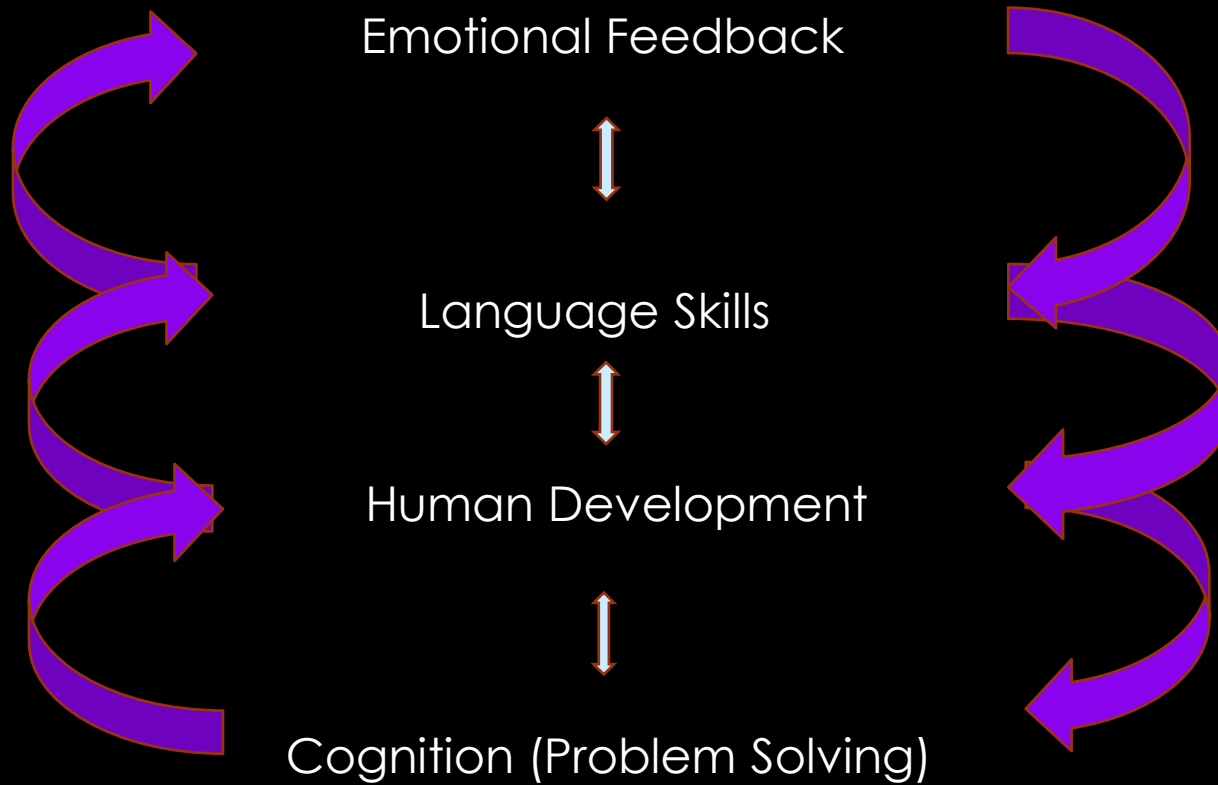 Emotional Feedback
Language Skills
Human Development
Cognition (Problem Solving)